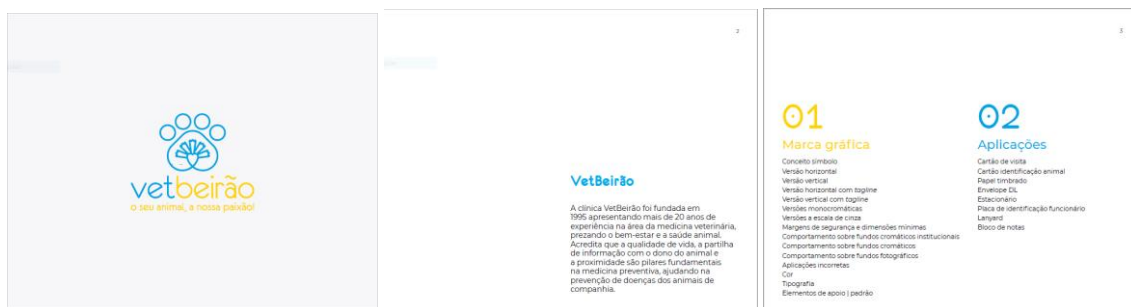 vetbeirão
o seu animal, a nossa paixão!
2
VetBeirão
A clínica VetBeirão foi fundada em
1995 apresentando mais de 20 anos de
experiência na área da medicina veterinária,
prezando o bem-estar e a saúde animal.
Acredita que a qualidade de vida, a partilha
de informação com o dono do animal e
a proximidade são pilares fundamentais
na medicina preventiva, ajudando na
prevenção de doenças dos animais de
companhia.
3
01
Marca gráfica
Conceito símbolo
Versão horizontal
Versão vertical
Versão horizontal com tagline
Versão vertical com tagline
Versões monocromáticas
Versões a escala de cinza
Margens de segurança e dimensões mínimas
Comportamento sobre fundos cromáticos institucionais
Comportamento sobre fundos cromáticos
Comportamento sobre fundos fotográficos
Aplicações incorretas
Cor
Tipografia
Elementos de apoio | padrão
02
Aplicações
Cartão de visita
Cartão identificação animal
Papel timbrado
Envelope DL
Estacionário
Placa de identificação funcionário
Lanyard
Bloco de notas